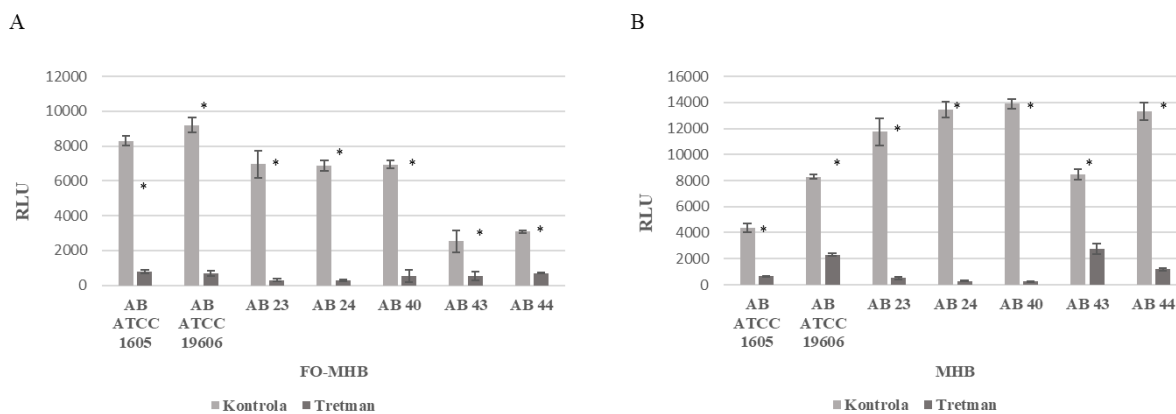 A
12000
10000
8000
6000
4000
2000
0
RLU
*
*
*
*
*
*
*
AB ATCC 1605
AB ATCC 19606
AB 23
AB 24
AB 40
AB 43
AB 44
FO-MHB
Kontrola Tretman
B
16000
14000
12000
10000
8000
6000
4000
2000
0
RLU
*
*
*
*
*
*
*
AB ATCC 1605
AB ATCC 19606
AB 23
AB 24
AB 40
AB 43
AB 44
MHB
Kontrola Tretman